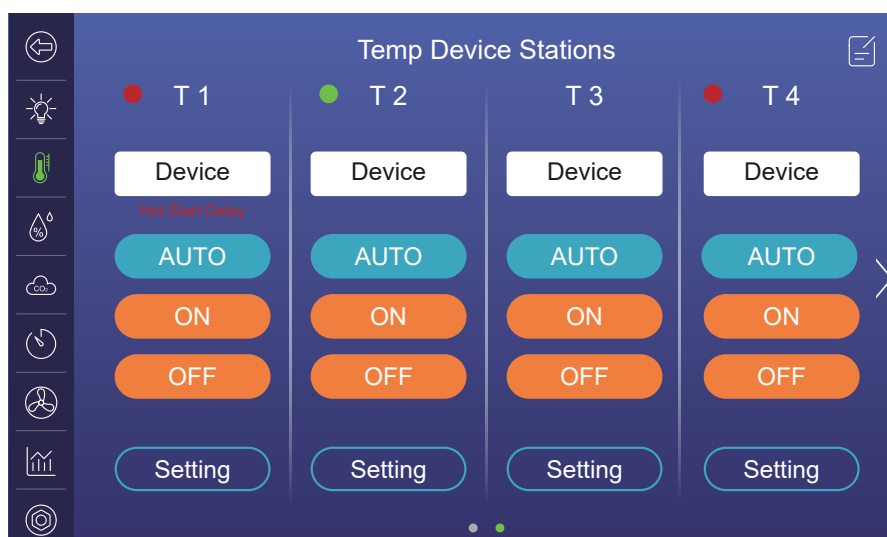 Temp Device Stations
T 1
T 2
T 3
T 4
Device
Device
Device
Device
Hot Start Delay
AUTO
AUTO
AUTO
AUTO
%
CO₂
ON
ON
ON
ON
OFF
OFF
OFF
OFF
Setting
Setting
Setting
Setting